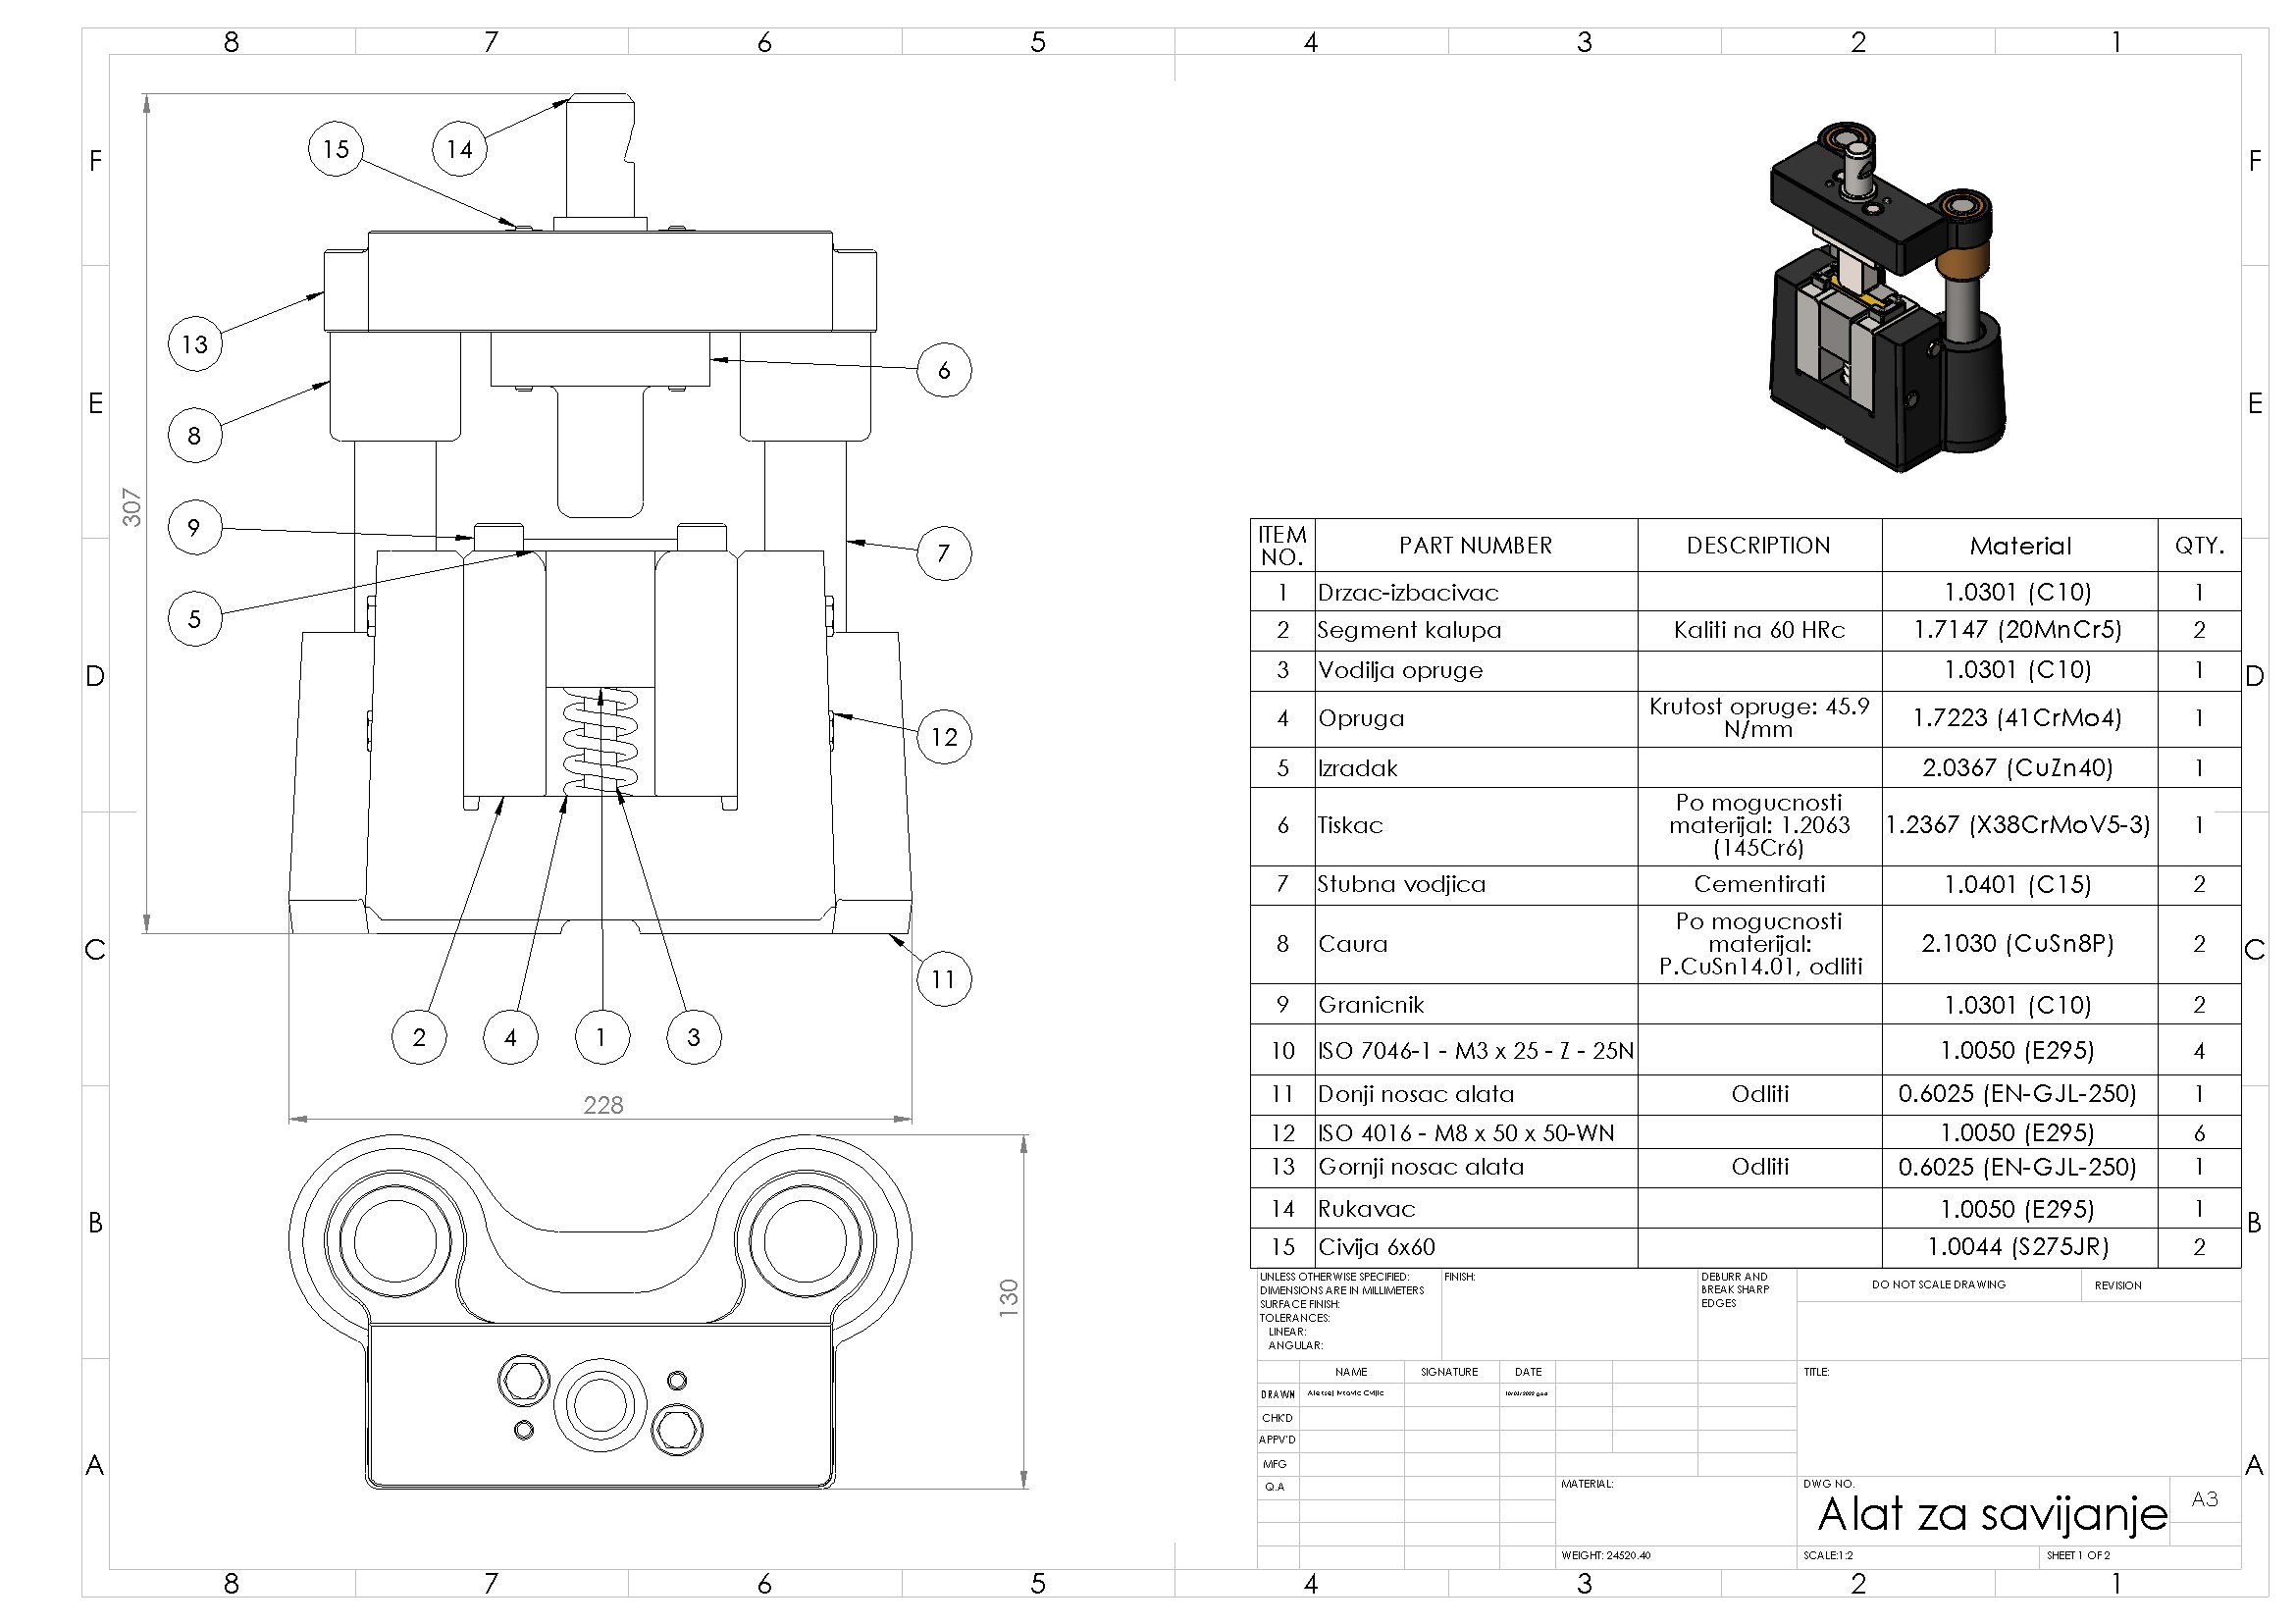 8 7 6 5 4 3 2 1
F F
E E
D D
C C
B B
A A
15
14
13
8
9
5
6
7
12
11
2
4
1
3
307
228
130
ITEM NO. PART NUMBER DESCRIPTION Material QTY.
1 Drzac-izbacivac 1.0301 (C10) 1
2 Segment kalupa Kaliti na 60 HRc 1.7147 (20MnCr5) 2
3 Vodilja opruge 1.0301 (C10) 1
4 Opruga Krutost opruge: 45.9 N/mm 1.7223 (41CrMo4) 1
5 Izradak 2.0367 (CuZn40) 1
6 Tiskac Po mogucnosti materijal: 1.2063 (145Cr6) 1.2367 (X38CrMoV5-3) 1
7 Stubna vodjica Cementirati 1.0401 (C15) 2
8 Caura Po mogucnosti materijal: P.CuSn14.01, odliti 2.1030 (CuSn8P) 2
9 Granicnik 1.0301 (C10) 2
10 ISO 7046-1 - M3 x 25 - Z - 25N 1.0050 (E295) 4
11 Donji nosac alata Odliti 0.6025 (EN-GJL-250) 1
12 ISO 4016 - M8 x 50 x 50-WN 1.0050 (E295) 6
13 Gornji nosac alata Odliti 0.6025 (EN-GJL-250) 1
14 Rukavac 1.0050 (E295) 1
15 Civija 6x60 1.0044 (S275JR) 2
UNLESS OTHERWISE SPECIFIED:
DIMENSIONS ARE IN MILLIMETERS
SURFACE FINISH:
TOLERANCES:
LINEAR:
ANGULAR:
FINISH:
DEBURR AND
BREAK SHARP
EDGES
DO NOT SCALE DRAWING
REVISION
NAME SIGNATURE DATE
DRAWN
CHK'D
APPV'D
MFG
Q.A
TITLE:
MATERIAL:
DWG NO.
Alat za savijanje
A3
WEIGHT: 24520.40
SCALE:1:2
SHEET 1 OF 2
8 7 6 5 4 3 2 1